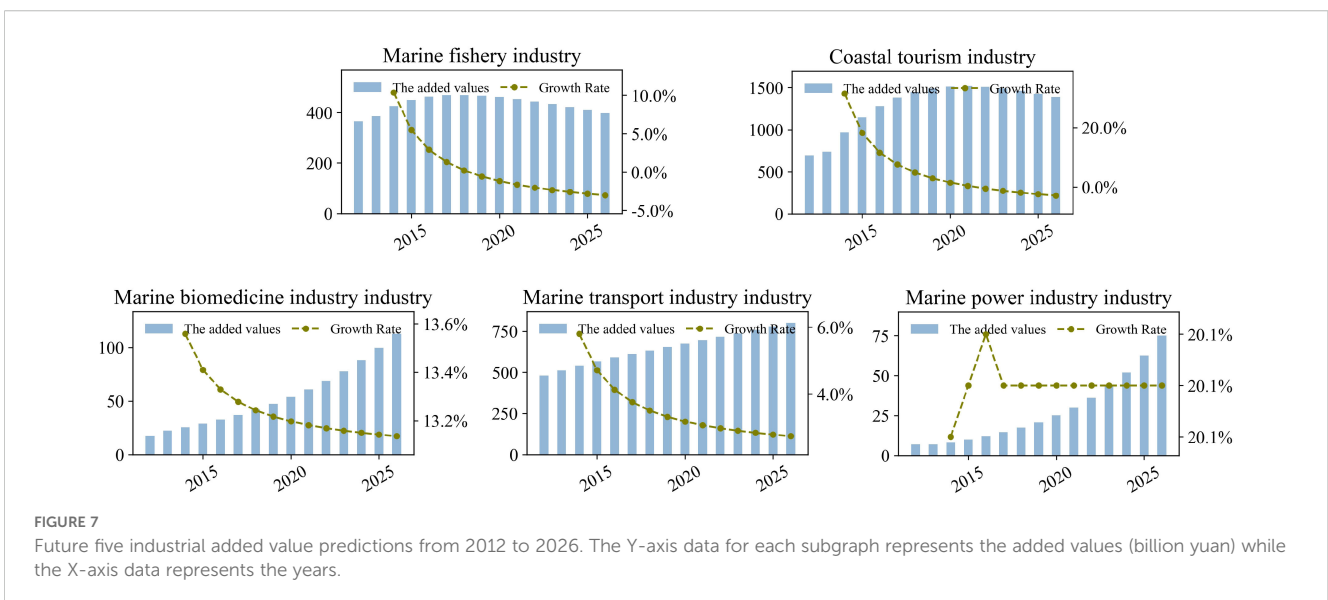 Marine fishery industry
The added values
Growth Rate
400
200
0
10.0%
5.0%
0.0%
-5.0%
2015
2020
2025
Coastal tourism industry
The added values
Growth Rate
1500
1000
500
0
20.0%
0.0%
2015
2020
2025
Marine biomedicine industry industry
The added values
Growth Rate
100
50
0
13.6%
13.4%
13.2%
2015
2020
2025
Marine transport industry industry
The added values
Growth Rate
750
500
250
0
6.0%
4.0%
2015
2020
2025
Marine power industry industry
The added values
Growth Rate
75
50
25
0
20.1%
20.1%
20.1%
2015
2020
2025
FIGURE 7
Future five industrial added value predictions from 2012 to 2026. The Y-axis data for each subgraph represents the added values (billion yuan) while
the X-axis data represents the years.